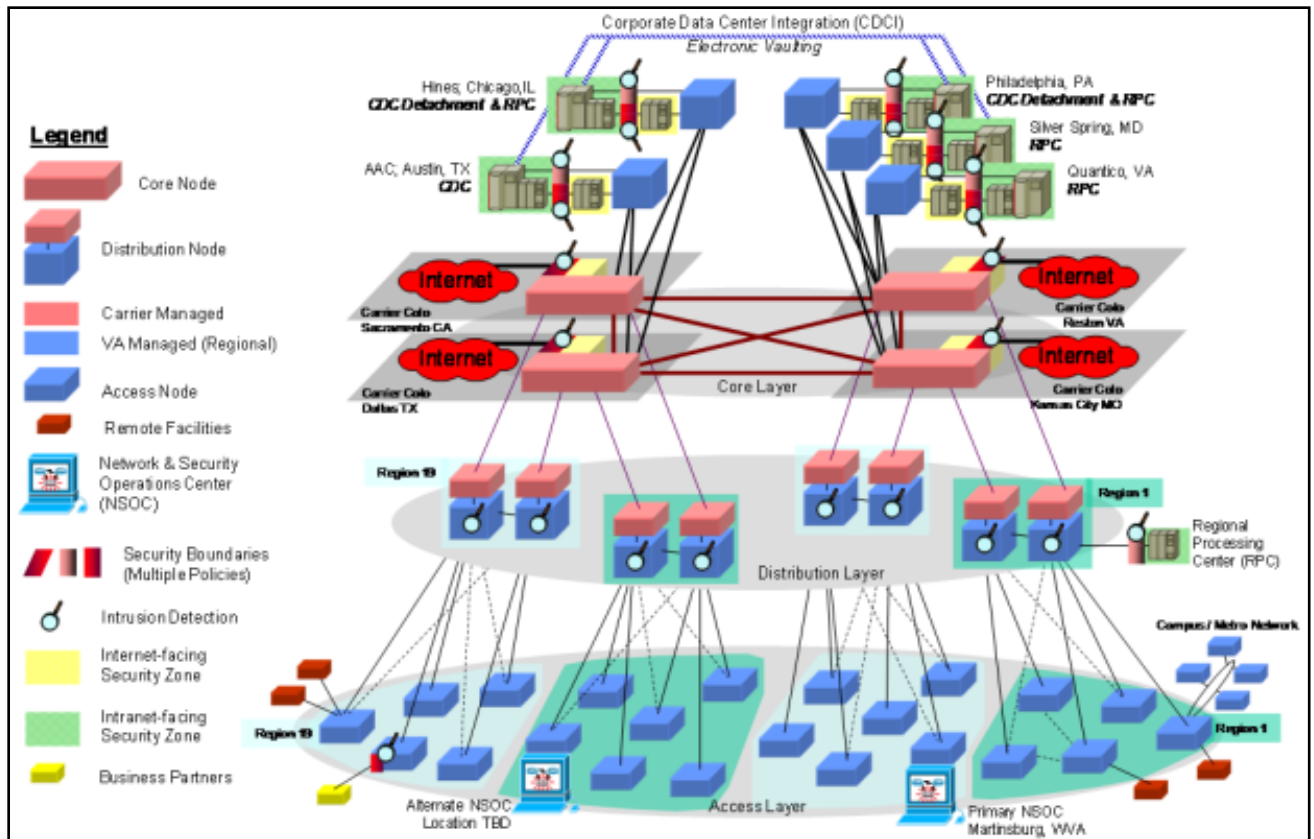 Corporate Data Center Integration (CDCI)
Electronic Vaulting
Hines; Chicago,IL
CDC Detachment & RPC
Philadelphia, PA
CDC Detachment & RPC
Silver Spring, MD
RPC
AAC; Austin, TX
CDC
Quantico, VA
RPC
Legend
Core Node
Distribution Node
Carrier Managed
VA Managed (Regional)
Access Node
Remote Facilities
Network & Security
Operations Center
(NSOC)
Security Boundaries
(Multiple Policies)
Intrusion Detection
Internet-facing
Security Zone
Intranet-facing
Security Zone
Business Partners
Internet
Carrier Colo
Sacramento CA
Internet
Carrier Colo
Reston VA
Internet
Carrier Colo
Dallas TX
Internet
Carrier Colo
Kansas City MO
Core Layer
Region 19
Region 1
Regional
Processing
Center (RPC)
Distribution Layer
Campus / Metro Network
Region 19
Region 1
Alternate NSOC
Location TBD
Access Layer
Primary NSOC
Martinsburg, WVA